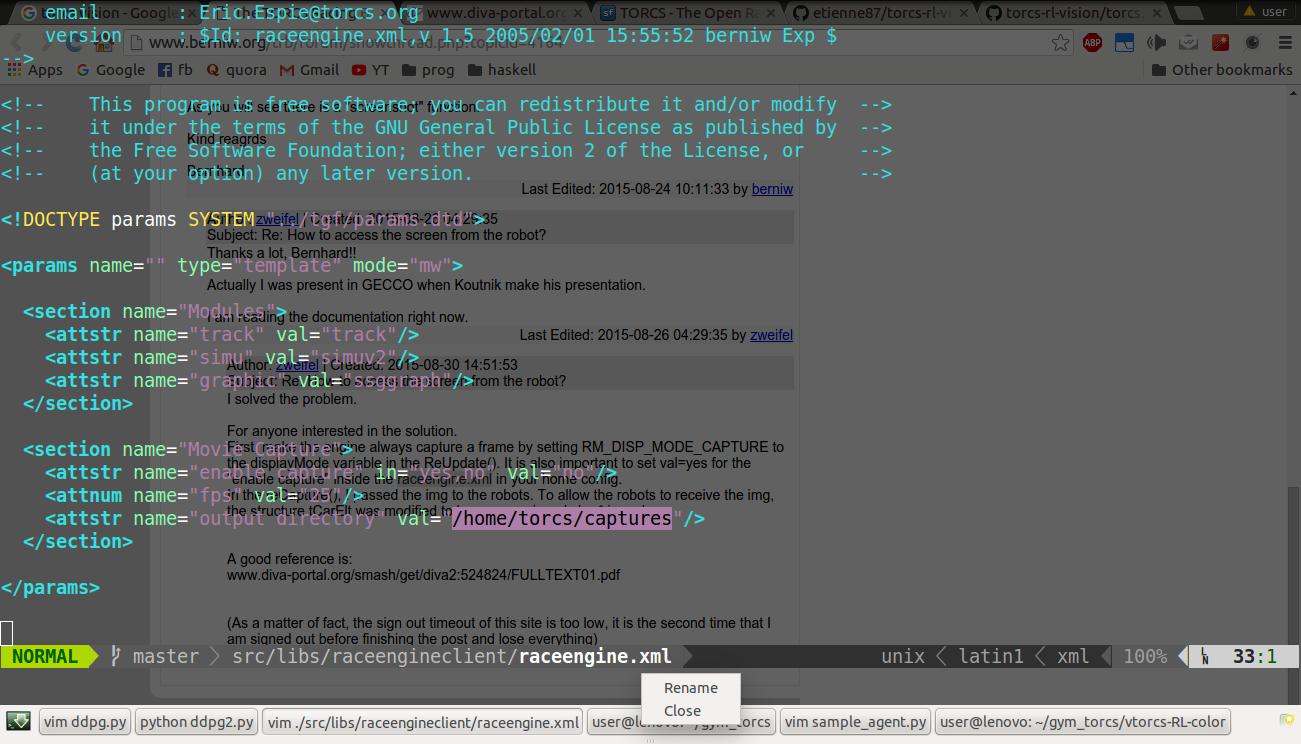 email : Eric.Espie@torcs.org
version : $Id: raceengine.xml,v 1.5 2005/02/01 15:55:52 berniw Exp $
-->
Google
www.diva-portal.or
TORCS - The Open R
etienne87/torcs-rl-vi
torcs-rl-vision/torcs.
user
www.berniw.org/
ABP
Apps Google fb quora Gmail YT prog haskell Other bookmarks
<!-- This program is free software; you can redistribute it and/or modify -->
<!-- it under the terms of the GNU General Public License as published by -->
<!-- the Free Software Foundation; either version 2 of the License, or -->
<!-- (at your option) any later version. -->
<!DOCTYPE params SYSTEM "../tgf/params.dtd">
<params name="" type="template" mode="mw">
<section name="Modules">
<attstr name="track" val="track"/>
<attstr name="simu" val="simuv2"/>
<attstr name="graphic" val="ssggraph"/>
</section>
<section name="Movie Capture">
<attstr name="enable capture" in="yes,no" val="no"/>
<attnum name="fps" val="25"/>
<attstr name="output directory" val="/home/torcs/captures"/>
</section>
</params>
As you will see there is a "screenshot" function.
Kind reagrds
Bernhard
Last Edited: 2015-08-24 10:11:33 by berniw
Author: zweifel | Created:
Subject: Re: How to access the screen from the robot?
Thanks a lot, Bernhard!!
Actually I was present in GECCO when Koutnik make his presentation.
I am reading the documentation right now.
Last Edited: 2015-08-26 04:29:35 by zweifel
Author: zweifel | Created: 2015-08-30 14:51:53
Subject: Re: How to access the screen from the robot?
I solved the problem.
For anyone interested in the solution.
First, make the engine always capture a frame by setting RM_DISP_MODE_CAPTURE to
the displayMode variable in the ReUpdate(). It is also important to set val=yes for the
"enable capture" inside the raceengine.xml in your home config.
passed the img to the robots. To allow the robots to receive the img,
the structure tCarElt was modified to
A good reference is:
www.diva-portal.org/smash/get/diva2:524824/FULLTEXT01.pdf
(As a matter of fact, the sign out timeout of this site is too low, it is the second time that I
am signed out before finishing the post and lose everything)
NORMAL master src/libs/raceengineclient/raceengine.xml unix latin1 xml 100% LN 33:1
Rename
Close
vim ddpg.py python ddpg2.py vim ./src/libs/raceengineclient/raceengine.xml user@lenovo: ~/gym_torcs vim sample_agent.py user@lenovo: ~/gym_torcs/vtorcs-RL-color